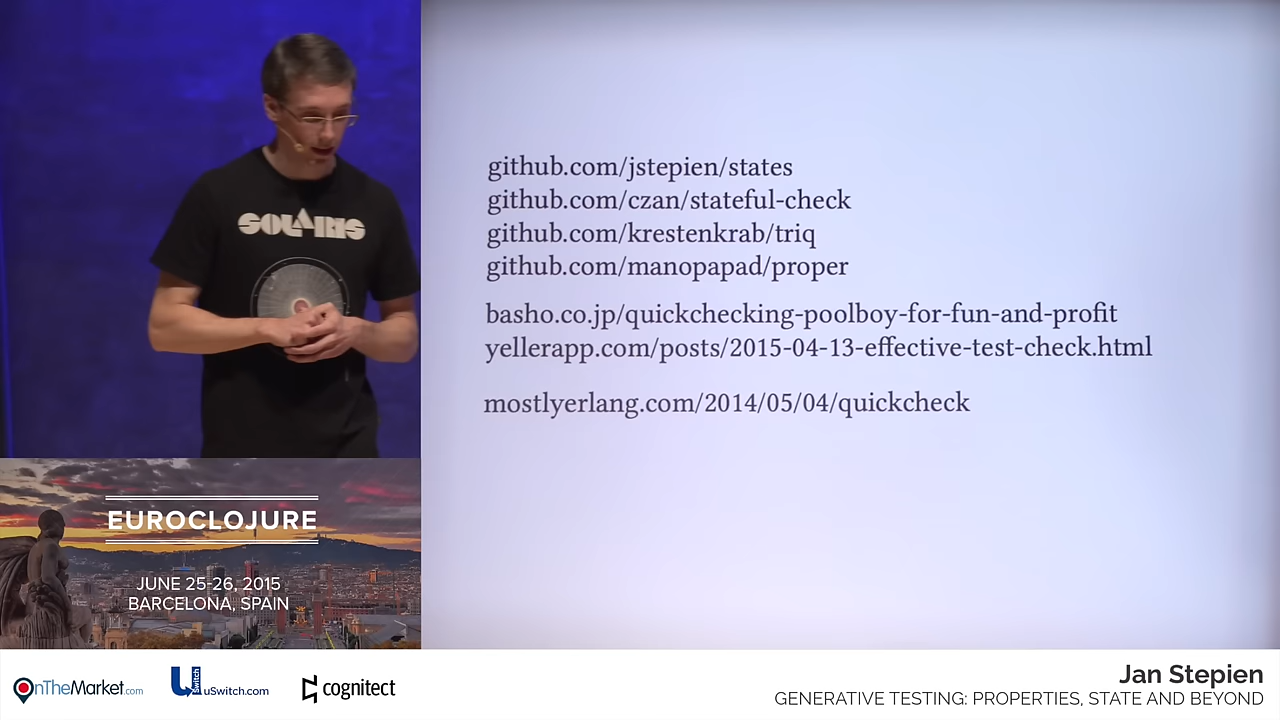 SOLARIS
github.com/jstepien/states
github.com/czan/stateful-check
github.com/krestenkrab/triq
github.com/manopapad/proper
basho.co.jp/quickchecking-poolboy-for-fun-and-profit
yellerapp.com/posts/2015-04-13-effective-test-check.html
mostlyerlang.com/2014/05/04/quickcheck
EUROCLOJURE
JUNE 25-26, 2015
BARCELONA, SPAIN
OnTheMarket.com
uSwitch
uSwitch.com
cognitect
Jan Stepien
GENERATIVE TESTING: PROPERTIES, STATE AND BEYOND